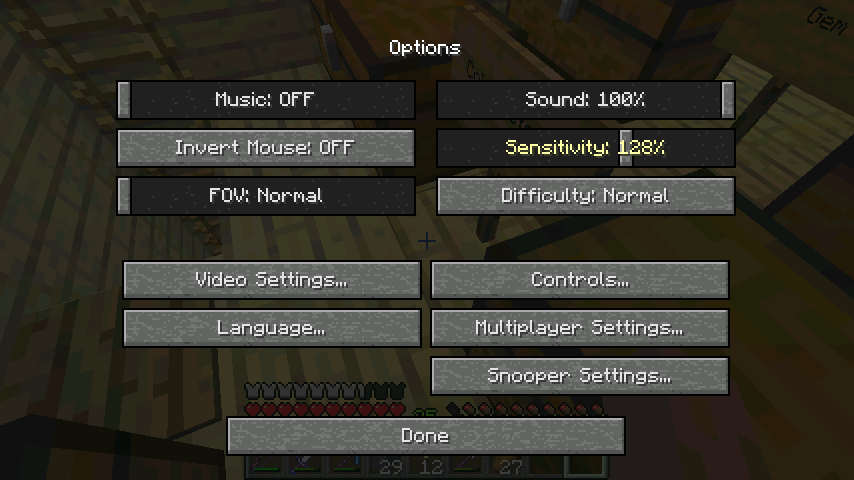 Options
Gem
Music: OFF
Sound: 100%
Invert Mouse: OFF
Sensitivity: 128%
FOV: Normal
Difficulty: Normal
Video Settings...
Controls...
Language...
Multiplayer Settings...
Snooper Settings...
Done
29 12 27